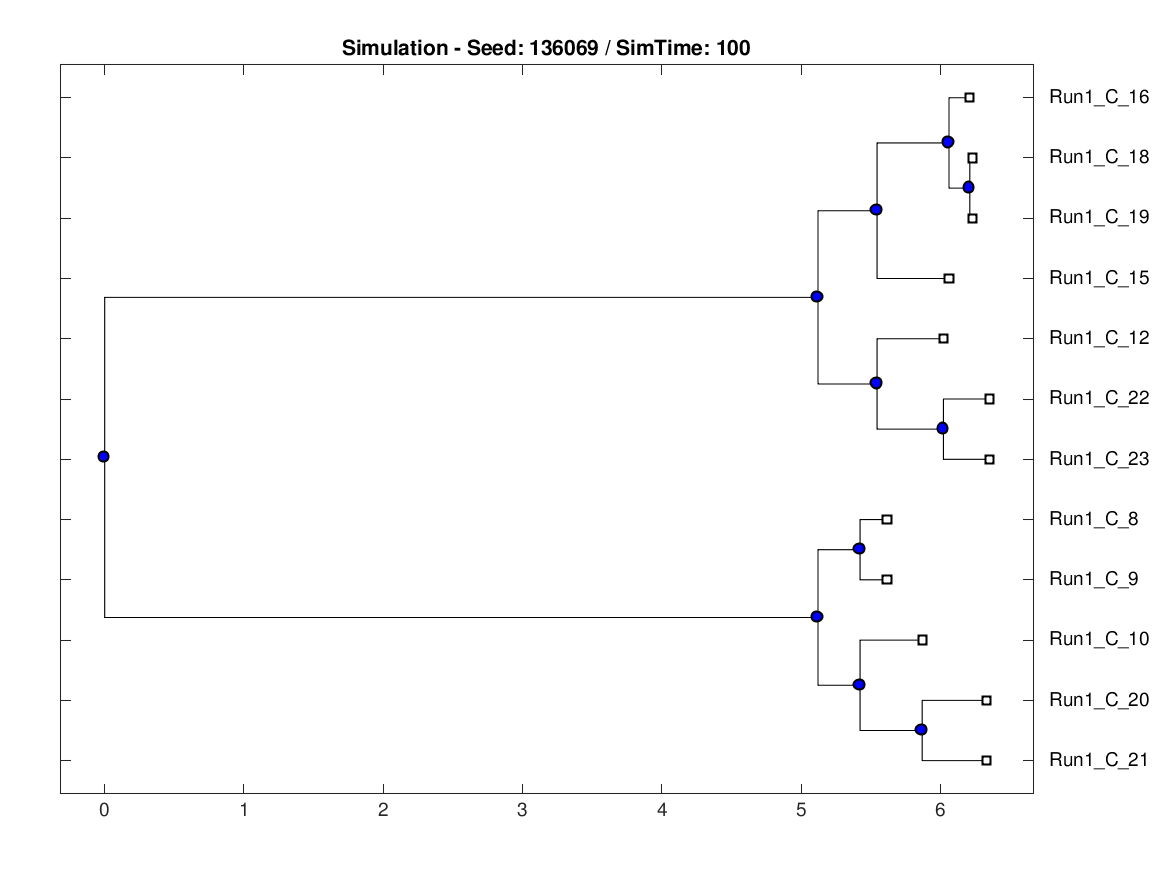 Simulation - Seed: 136069 / SimTime: 100
Run1_C_16
Run1_C_18
Run1_C_19
Run1_C_15
Run1_C_12
Run1_C_22
Run1_C_23
Run1_C_8
Run1_C_9
Run1_C_10
Run1_C_20
Run1_C_21
0 1 2 3 4 5 6